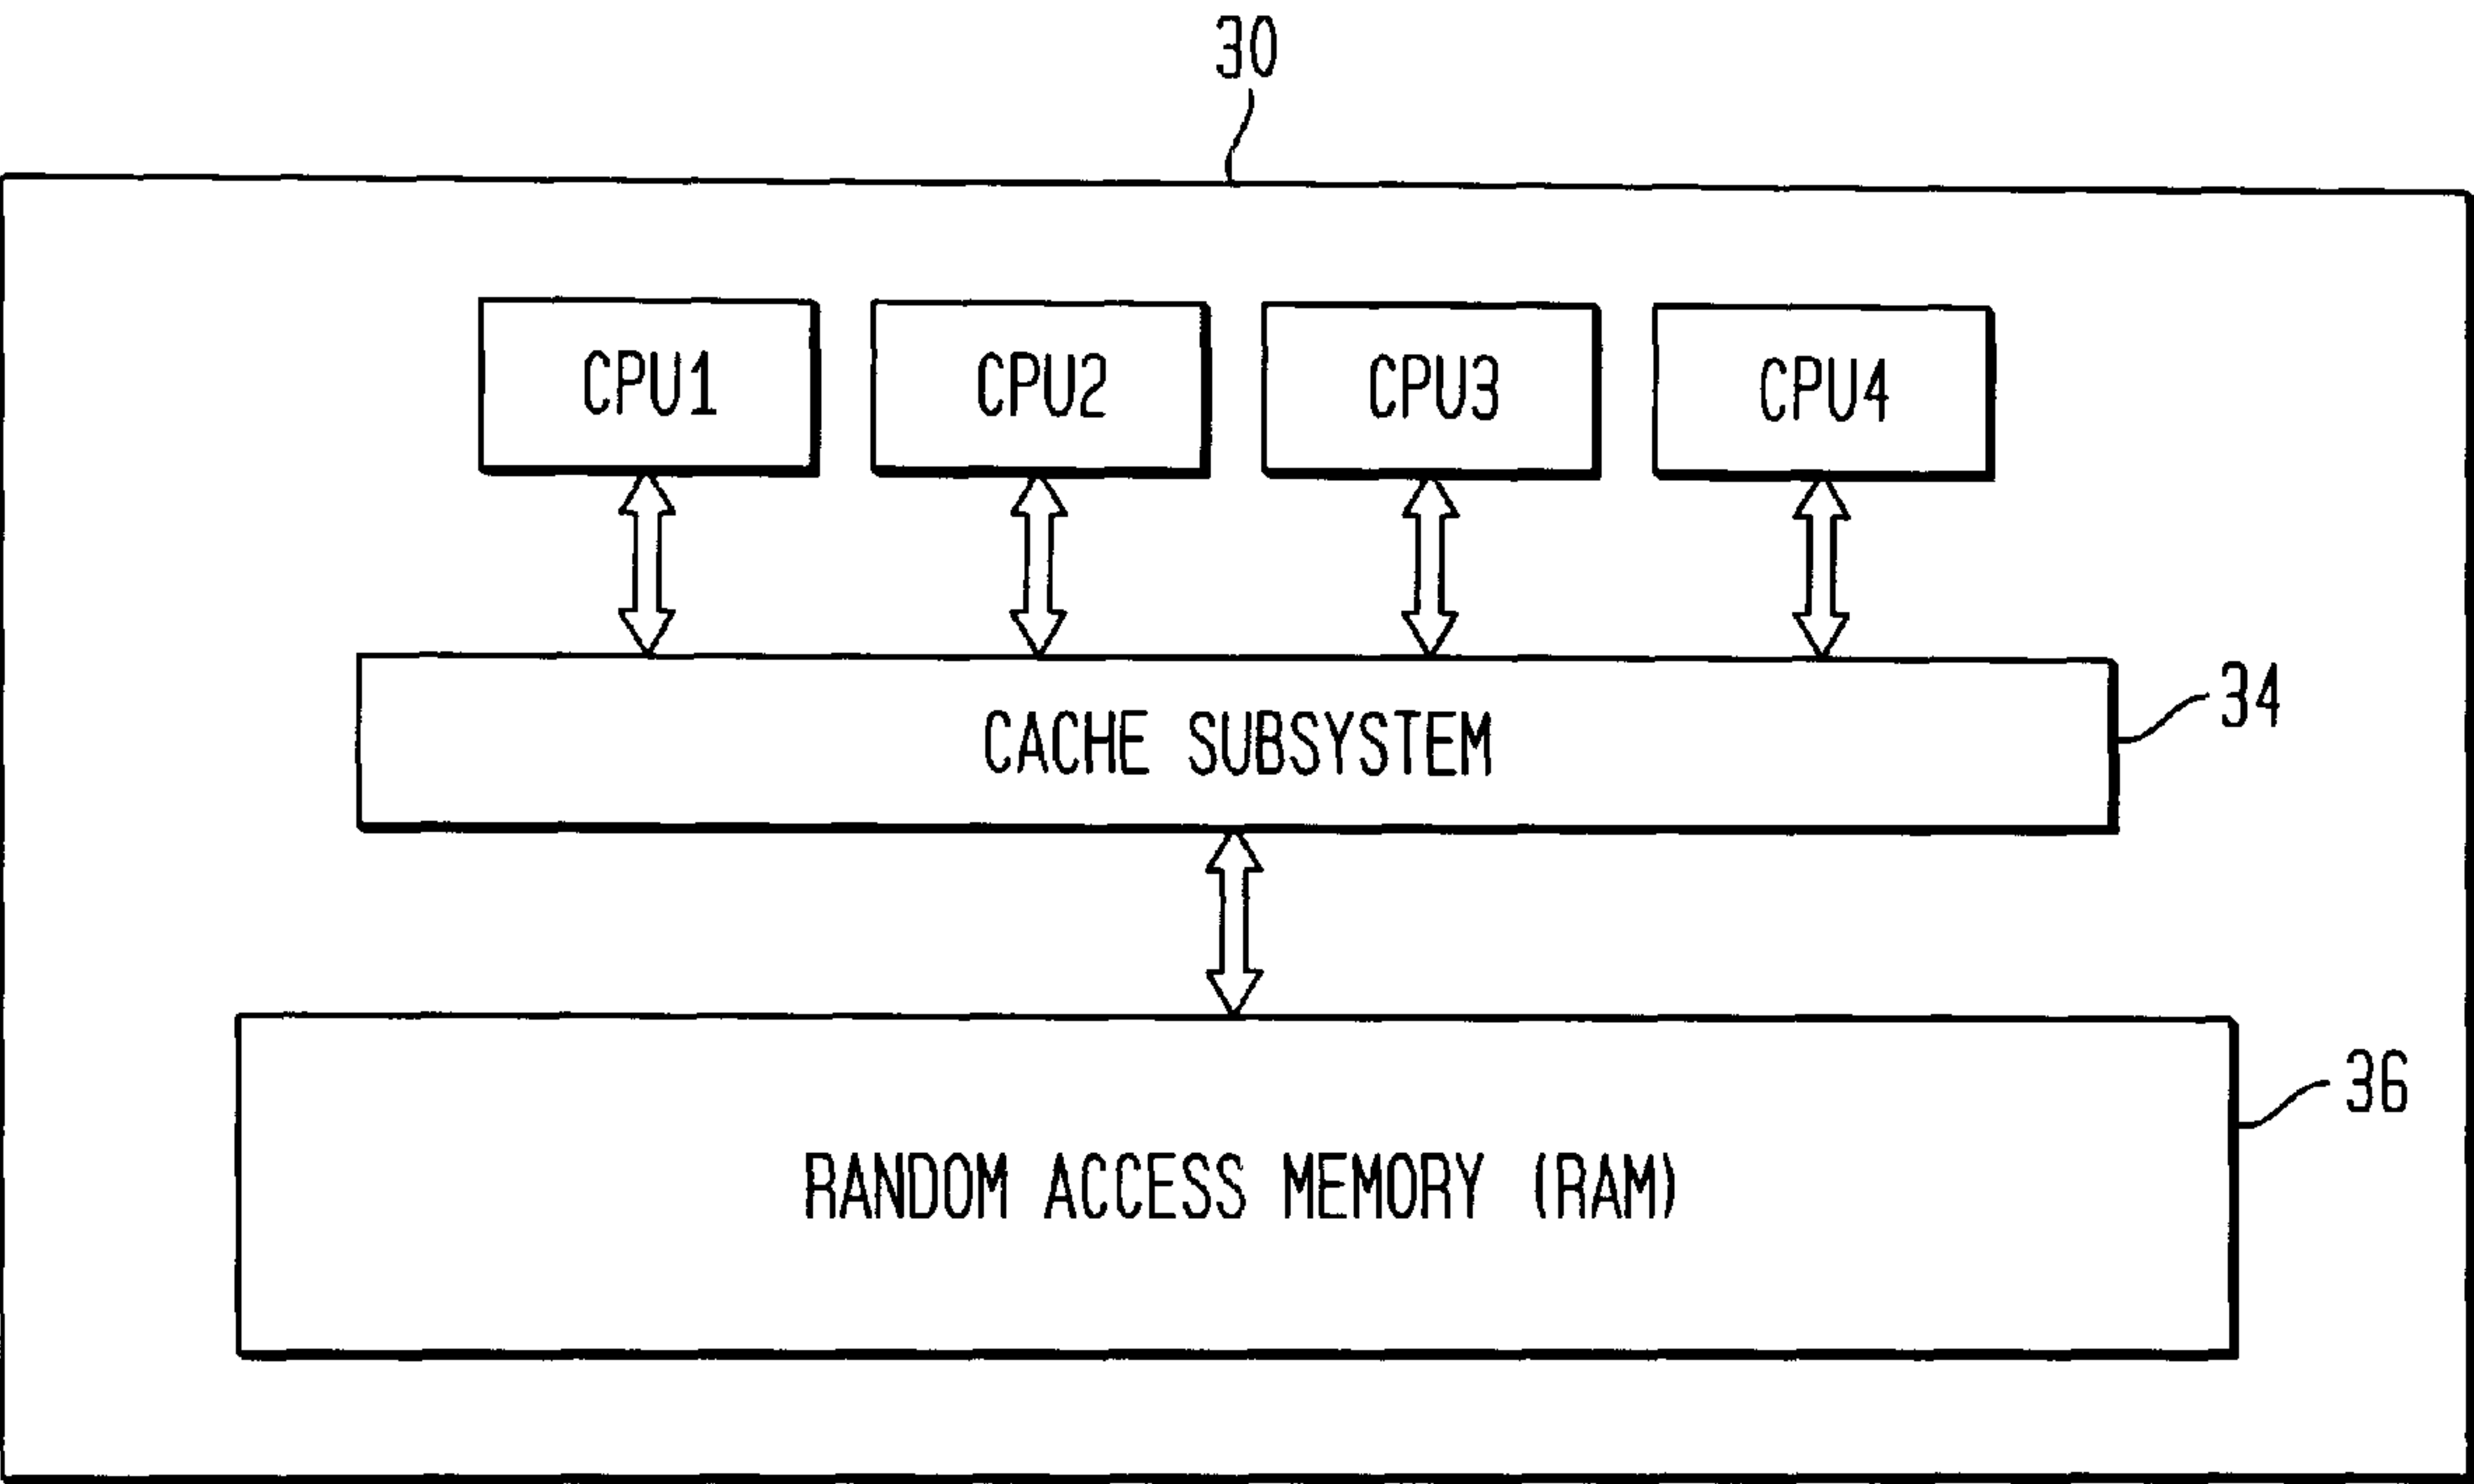 30
CPU1 CPU2 CPU3 CPU4
CACHE SUBSYSTEM
34
RANDOM ACCESS MEMORY (RAM)
36